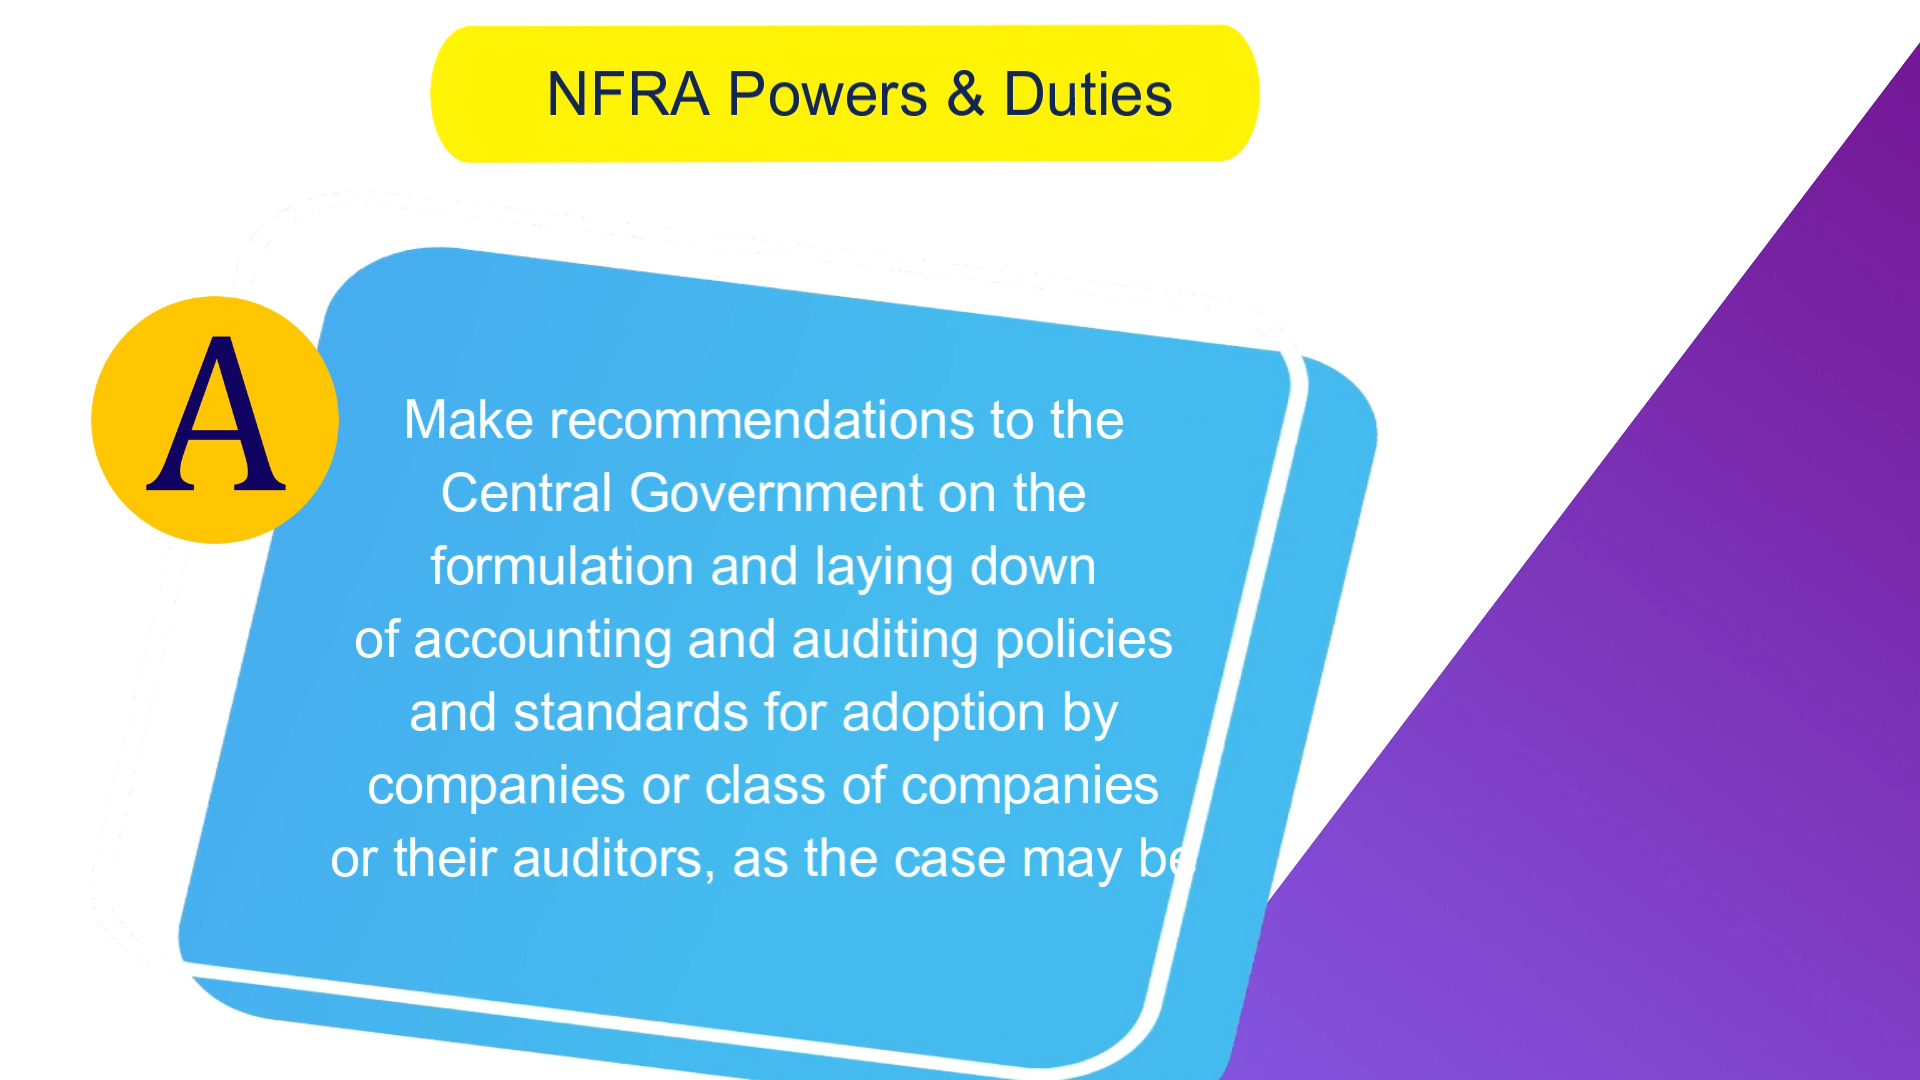 NFRA Powers & Duties
A
Make recommendations to the
Central Government on the
formulation and laying down
of accounting and auditing policies
and standards for adoption by
companies or class of companies
or their auditors, as the case may be